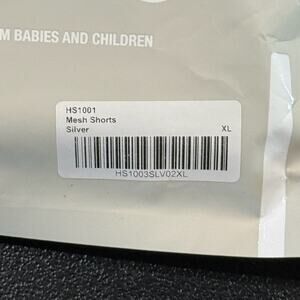 M BABIES AND CHILDREN
HS1001
Mesh Shorts
Silver XL
HS1003SLV02XL